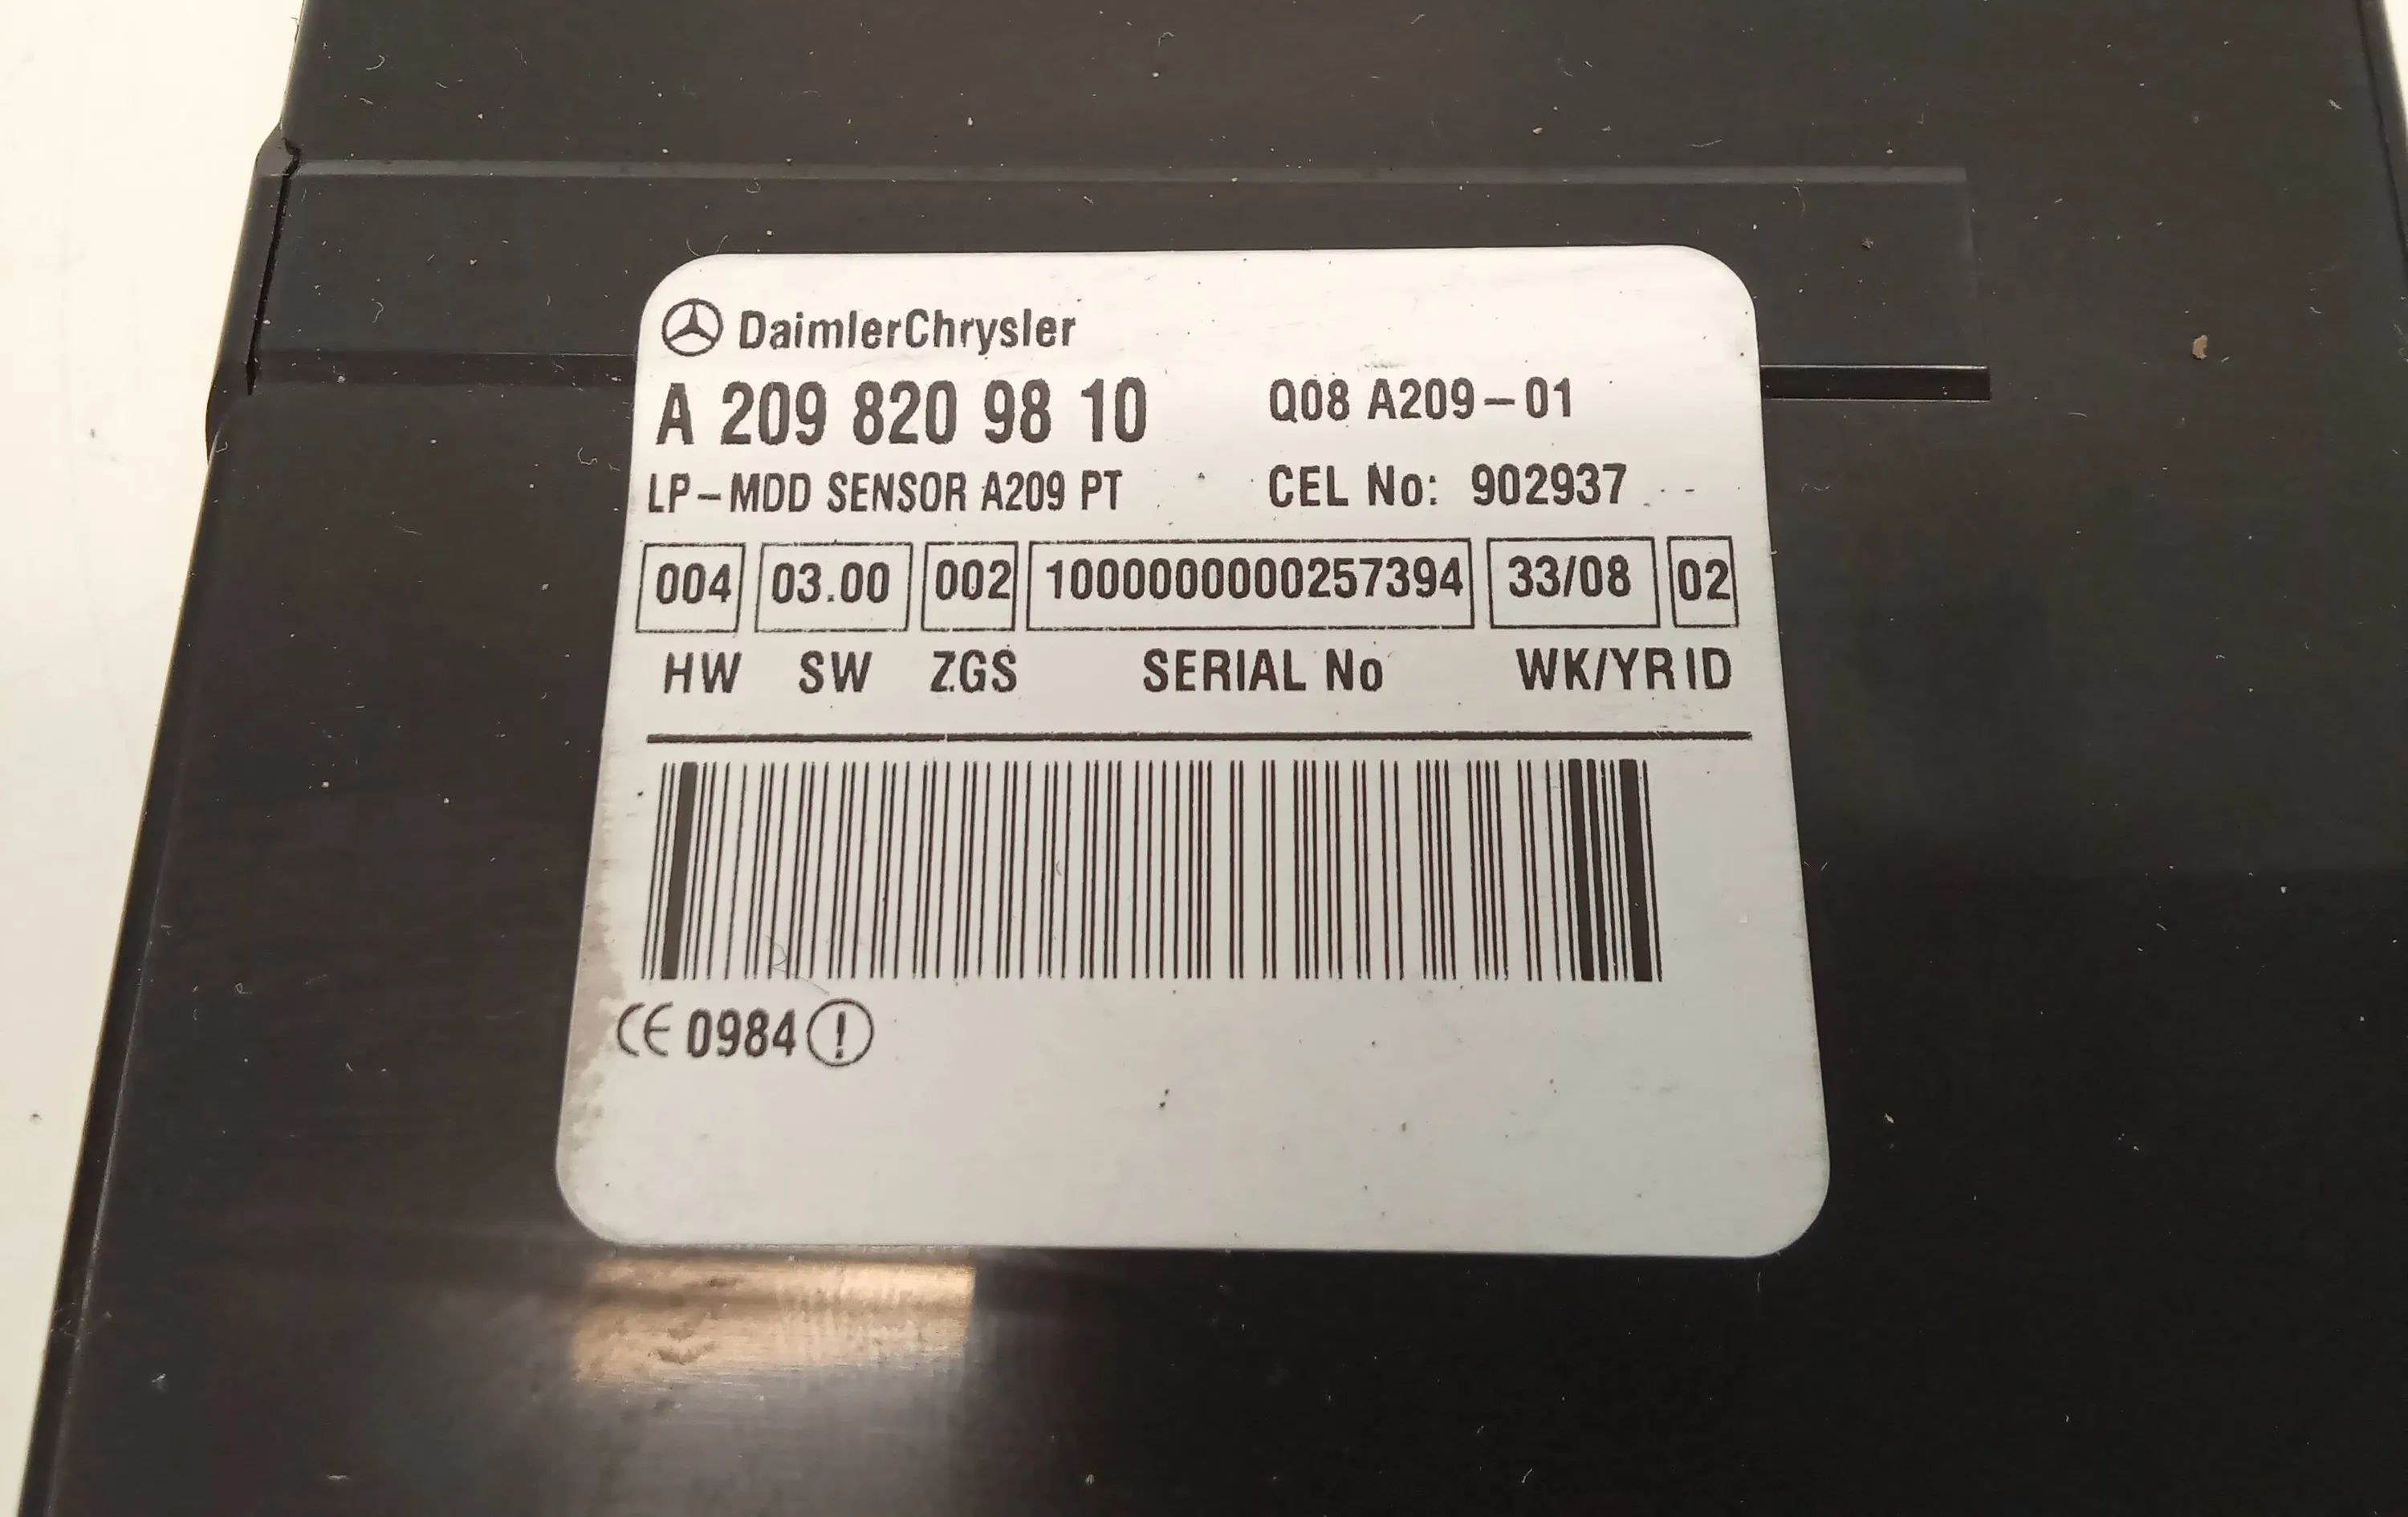 DaimlerChrysler
A 209 820 98 10 Q08 A209-01
LP-MDD SENSOR A209 PT CEL No: 902937
004 03.00 002 1000000000257394 33/08 02
HW SW ZGS SERIAL No WK/YR ID
CE 0984 !